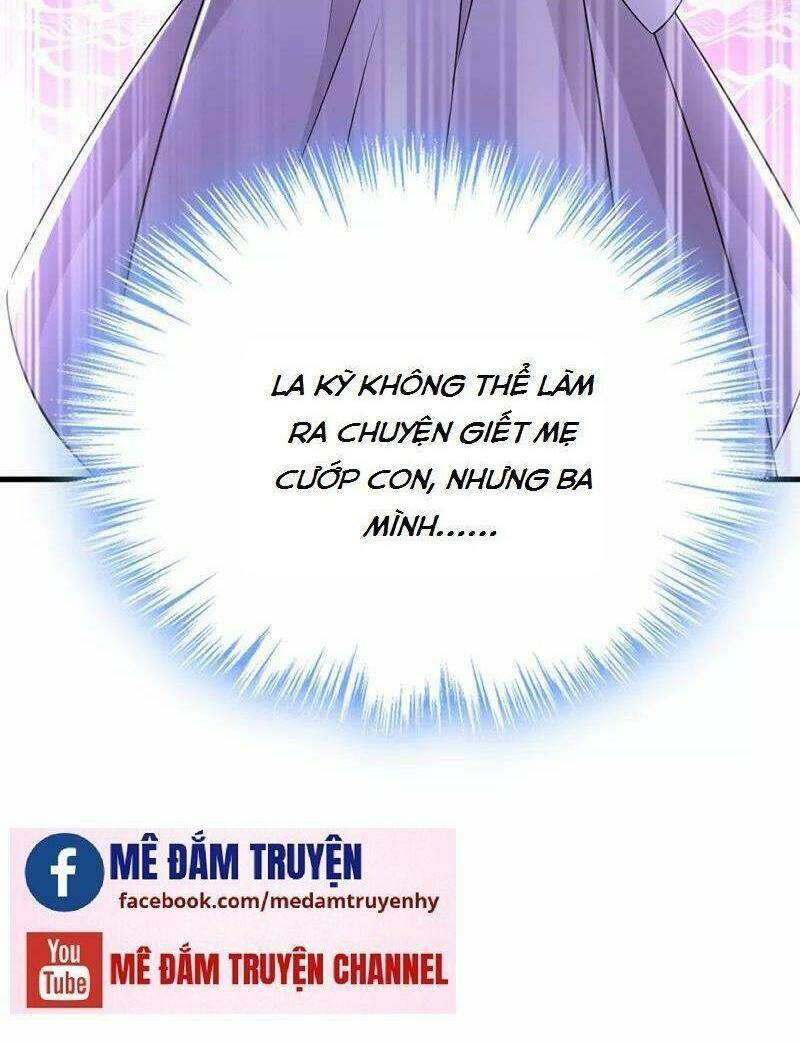 LA KỲ KHÔNG THỂ LÀM
RA CHUYỆN GIẾT MẸ
CƯỚP CON, NHƯNG BA
MÌNH......
MÊ ĐẮM TRUYỆN
facebook.com/medamtruyenhy
You
Tube
MÊ ĐẮM TRUYỆN CHANNEL